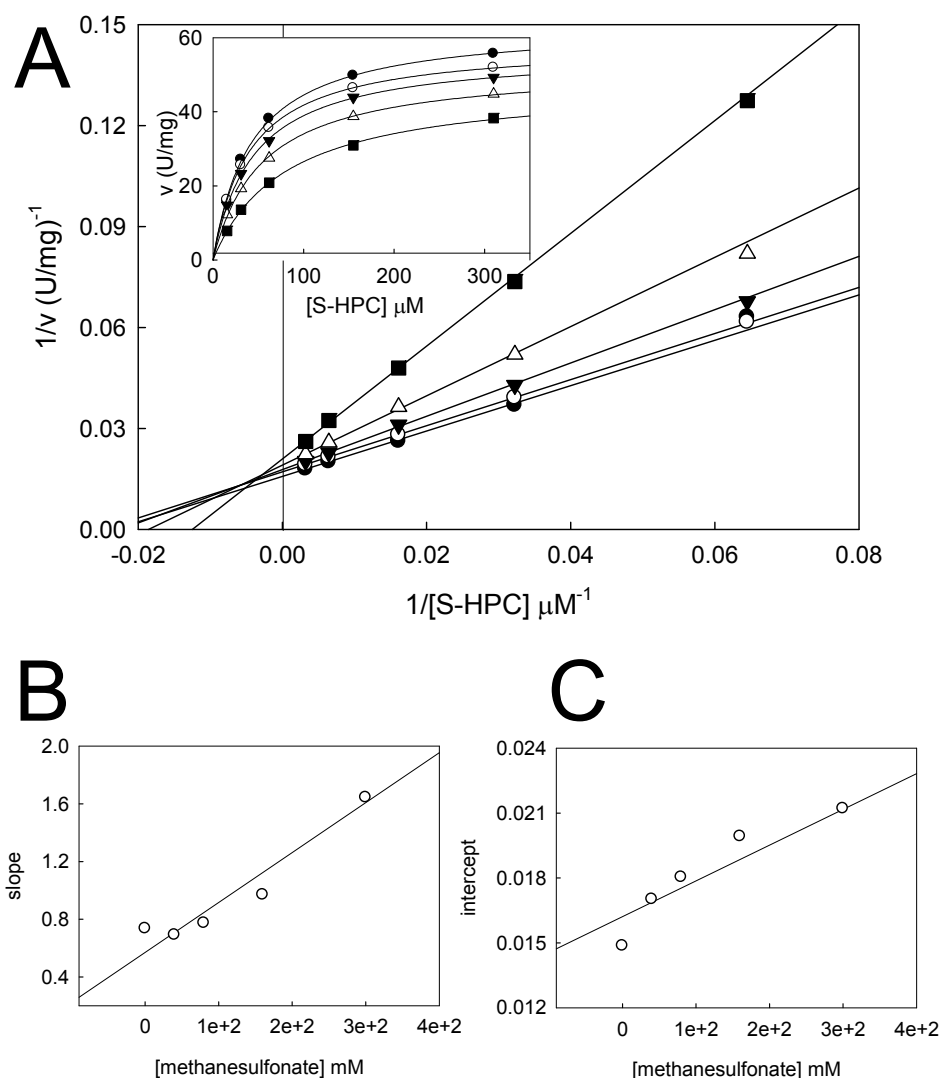 A
0.15
0.12
0.09
0.06
0.03
0.00
1/v (U/mg)-1
-0.02 0.00 0.02 0.04 0.06 0.08
1/[S-HPC] μM-1
60
40
20
0
v (U/mg)
0 100 200 300
[S-HPC] μM
B
2.0
1.6
1.2
0.8
0.4
slope
0 1e+2 2e+2 3e+2 4e+2
[methanesulfonate] mM
C
0.024
0.021
0.018
0.015
0.012
intercept
0 1e+2 2e+2 3e+2 4e+2
[methanesulfonate] mM